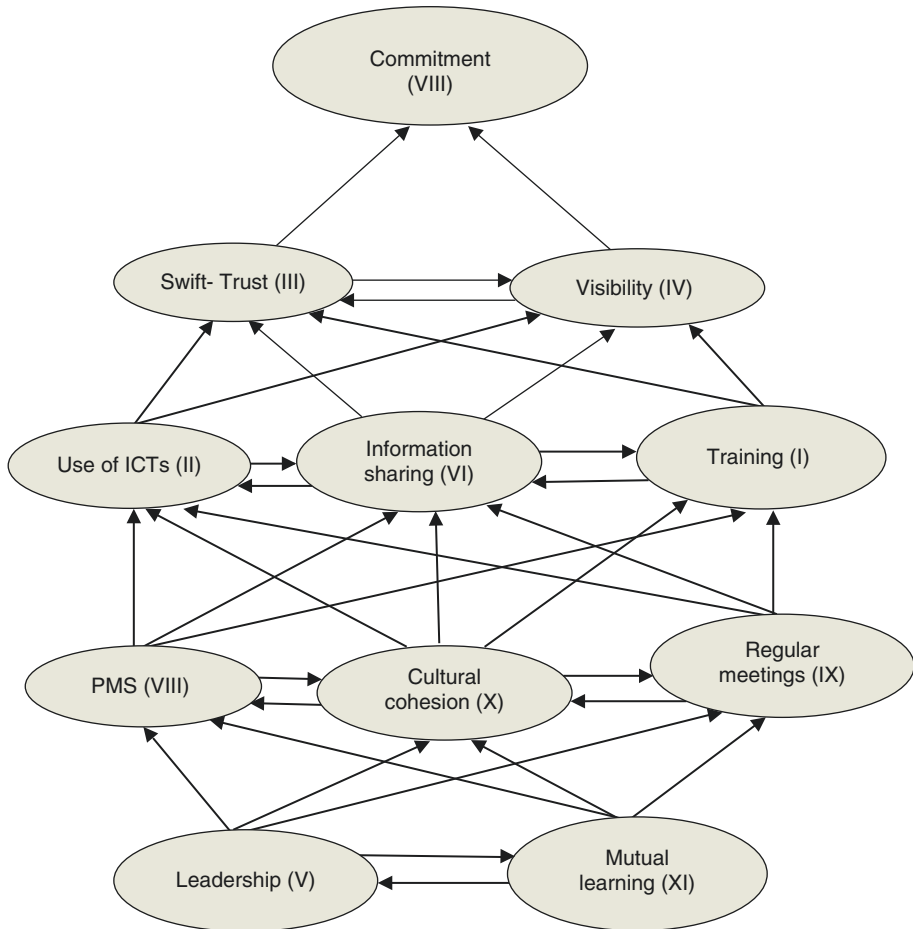 Commitment
(VIII)
Swift- Trust (III)
Visibility (IV)
Use of ICTs (II)
Information
sharing (VI)
Training (I)
PMS (VIII)
Cultural
cohesion (X)
Regular
meetings (IX)
Leadership (V)
Mutual
learning (XI)